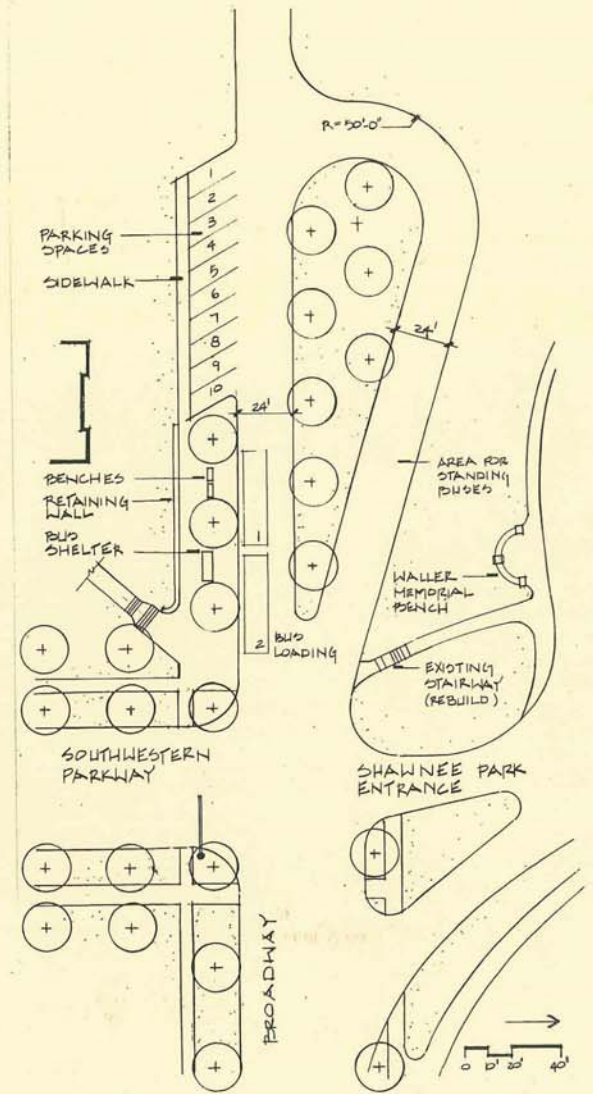 R=50'-0"
1
2
3
4
5
6
7
8
9
10
PARKING
SPACES
SIDEWALK
24'
24'
BENCHES
RETAINING
WALL
BUS
SHELTER
1
2
BUS
LOADING
AREA FOR
STANDING
BUSES
WALLER
MEMORIAL
BENCH
EXISTING
STAIRWAY
(REBUILD)
SOUTHWESTERN
PARKWAY
SHAWNEE PARK
ENTRANCE
BROADWAY
0 10' 20' 40'